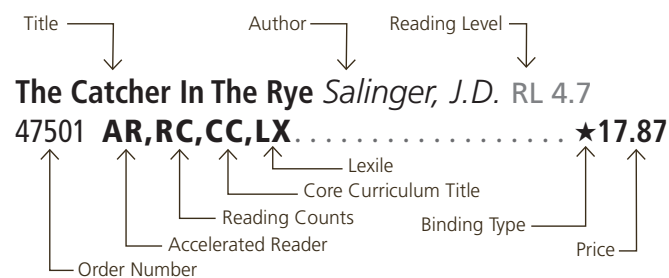 Title Author Reading Level
The Catcher In The Rye Salinger, J.D. RL 4.7
47501 AR,RC,CC,LX. . . . . . . . . . . . . . . . . . ★17.87
Lexile
Core Curriculum Title
Reading Counts Binding Type
Accelerated Reader Price
Order Number